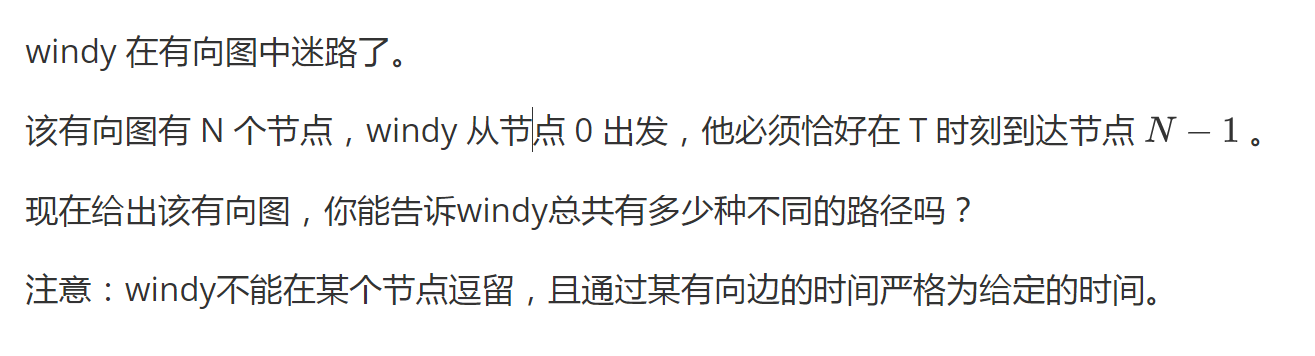 windy 在有向图中迷路了。
该有向图有 N 个节点，windy 从节点 0 出发，他必须恰好在 T 时刻到达节点 N − 1 。
现在给出该有向图，你能告诉windy总共有多少种不同的路径吗？
注意：windy不能在某个节点逗留，且通过某有向边的时间严格为给定的时间。